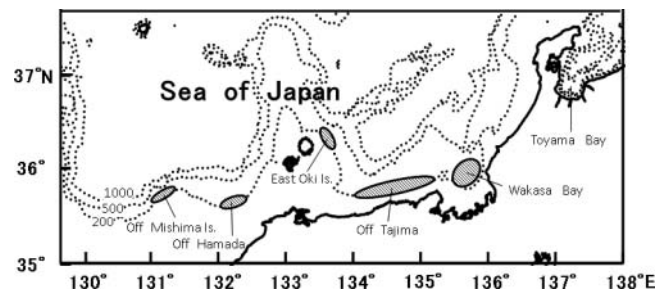 37°N
Sea of Japan
Toyama Bay
36°
East Oki Is.
Wakasa Bay
1000
500
200
Off Mishima Is.
Off Hamada
Off Tajima
35°
130° 131° 132° 133° 134° 135° 136° 137° 138°E